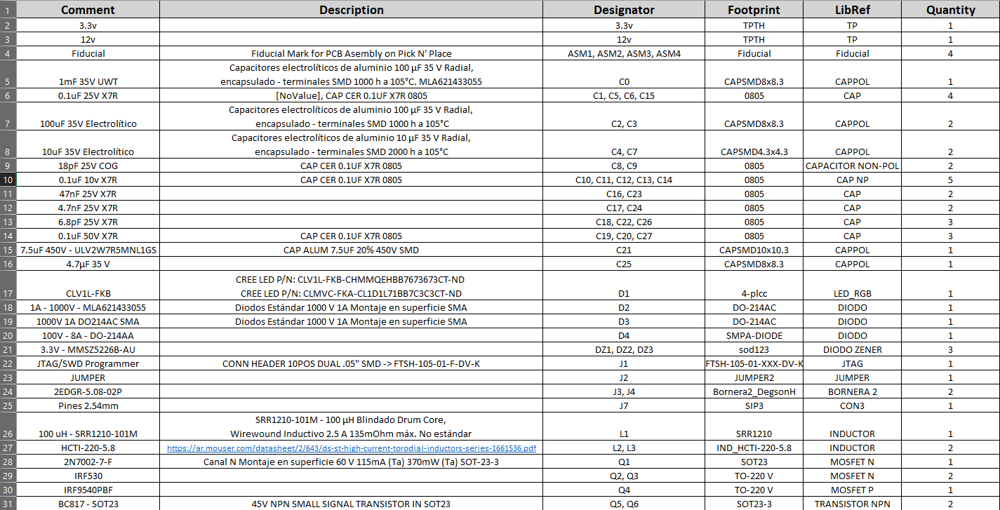 1 Comment Description Designator Footprint LibRef Quantity
2 3.3v 3.3v TPTH TP 1
3 12v 12v TPTH TP 1
4 Fiducial Fiducial Mark for PCB Asembly on Pick N' Place ASM1, ASM2, ASM3, ASM4 Fiducial Fiducial 4
Capacitores electrolíticos de aluminio 100 µF 35 V Radial,
5 1mF 35V UWT encapsulado - terminales SMD 1000 h a 105°C. MLA621433055 C0 CAPSMD8x8.3 CAPPOL 1
6 0.1uF 25V X7R [NoValue], CAP CER 0.1UF X7R 0805 C1, C5, C6, C15 0805 CAP 4
Capacitores electrolíticos de aluminio 100 µF 35 V Radial,
7 100uF 35V Electrolítico encapsulado - terminales SMD 1000 h a 105°C C2, C3 CAPSMD8x8.3 CAPPOL 2
Capacitores electrolíticos de aluminio 10 µF 35 V Radial,
8 10uF 35V Electrolítico encapsulado - terminales SMD 2000 h a 105°C C4, C7 CAPSMD4.3x4.3 CAPPOL 2
9 18pF 25V COG CAP CER 0.1UF X7R 0805 C8, C9 0805 CAPACITOR NON-POL 2
10 0.1uF 10v X7R CAP CER 0.1UF X7R 0805 C10, C11, C12, C13, C14 0805 CAP NP 5
11 47nF 25V X7R C16, C23 0805 CAP 2
12 4.7nF 25V X7R C17, C24 0805 CAP 2
13 6.8pF 25V X7R C18, C22, C26 0805 CAP 3
14 0.1uF 50V X7R CAP CER 0.1UF X7R 0805 C19, C20, C27 0805 CAP 3
15 7.5uF 450V - ULV2W7R5MNL1GS CAP ALUM 7.5UF 20% 450V SMD C21 CAPSMD10x10.3 CAPPOL 1
16 4.7µF 35 V C25 CAPSMD8x8.3 CAPPOL 1
CREE LED P/N: CLV1L-FKB-CHMMQEHBB7673673CT-ND
17 CLV1L-FKB CREE LED P/N: CLMVC-FKA-CL1D1L71BB7C3C3CT-ND D1 4-plcc LED_RGB 1
18 1A - 1000V - MLA621433055 Diodos Estándar 1000 V 1A Montaje en superficie SMA D2 DO-214AC DIODO 1
19 1000V 1A DO214AC SMA Diodos Estándar 1000 V 1A Montaje en superficie SMA D3 DO-214AC DIODO 1
20 100V - 8A - DO-214AA D4 SMPA-DIODE DIODO 1
21 3.3V - MMSZ5226B-AU DZ1, DZ2, DZ3 sod123 DIODO ZENER 3
22 JTAG/SWD Programmer CONN HEADER 10POS DUAL .05" SMD -> FTSH-105-01-F-DV-K J1 FTSH-105-01-XXX-DV-K JTAG 1
23 JUMPER J2 JUMPER2 JUMPER 1
24 2EDGR-5.08-02P J3, J4 Bornera2_DegsonH BORNERA 2 2
25 Pines 2.54mm J7 SIP3 CON3 1
SRR1210-101M - 100 µH Blindado Drum Core,
26 100 uH - SRR1210-101M Wirewound Inductivo 2.5 A 135mOhm máx. No estándar L1 SRR1210 INDUCTOR 1
27 HCTI-220-5.8 https://ar.mouser.com/datasheet/2/643/ds-st-high-current-torodial-inductors-series-1661536.pdf L2, L3 IND_HCTI-220-5.8 INDUCTOR 2
28 2N7002-7-F Canal N Montaje en superficie 60 V 115mA (Ta) 370mW (Ta) SOT-23-3 Q1 SOT23 MOSFET N 1
29 IRF530 Q2, Q3 TO-220 V MOSFET N 2
30 IRF9540PBF Q4 TO-220 V MOSFET P 1
31 BC817 - SOT23 45V NPN SMALL SIGNAL TRANSISTOR IN SOT23 Q5, Q6 SOT23-3 TRANSISTOR NPN 2